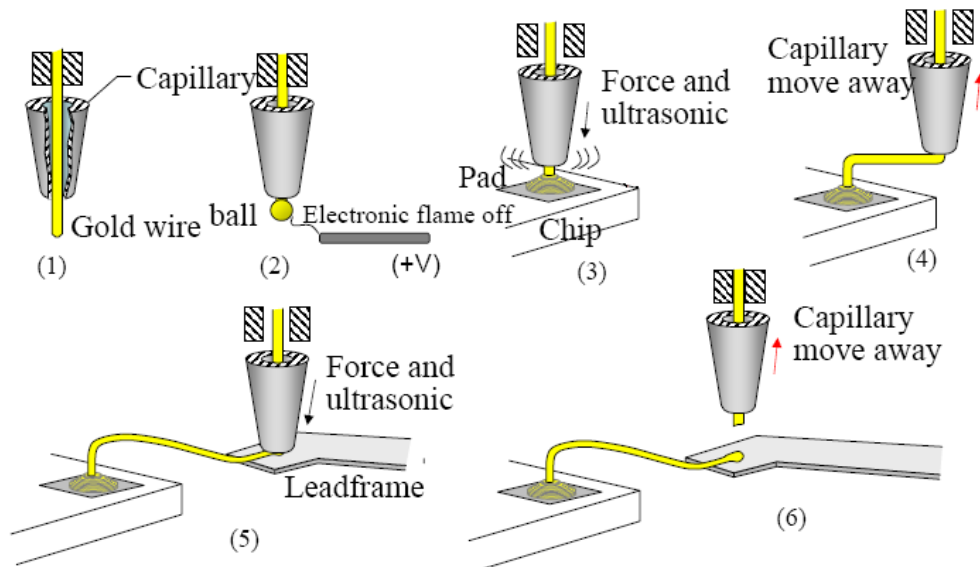 Capillary
Gold wire
(1)
ball
Electronic flame off
(+V)
(2)
Force and
ultrasonic
Pad
Chip
(3)
Capillary
move away
(4)
Force and
ultrasonic
Leadframe
(5)
Capillary
move away
(6)